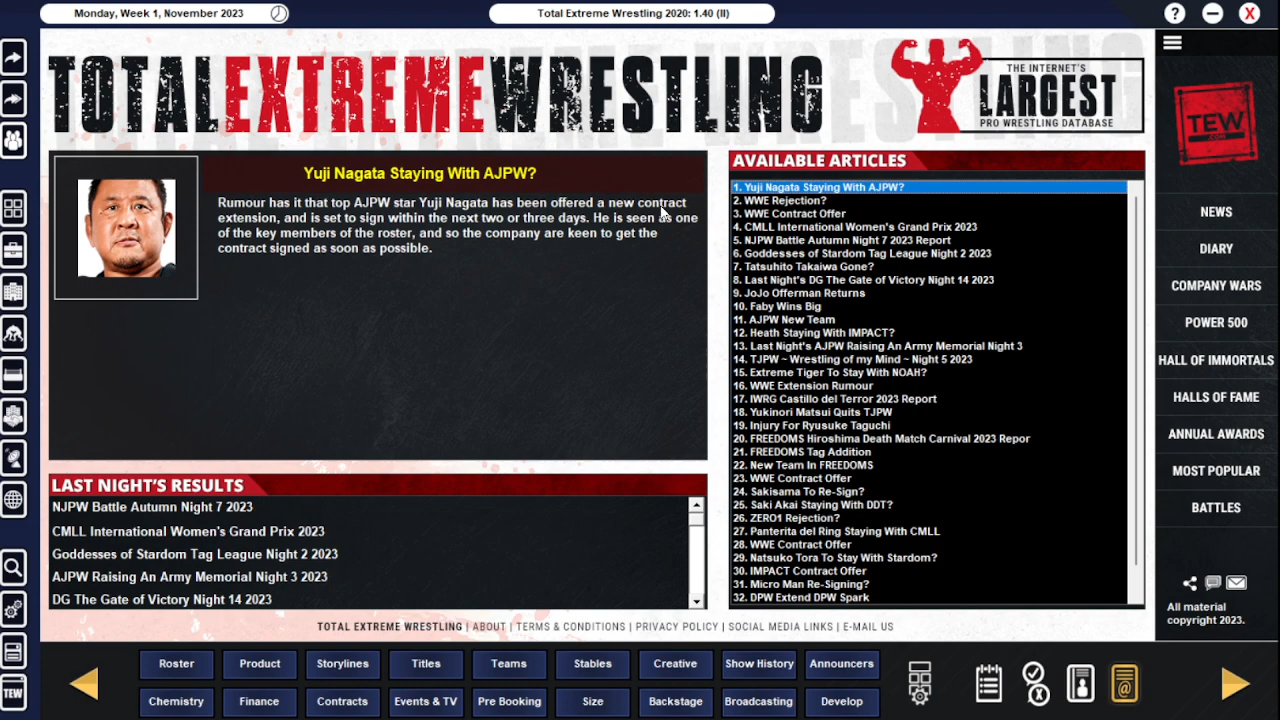 Monday, Week 1, November 2023
Total Extreme Wrestling 2020: 1.40 (II)
? X
TOTALEXTREMEWRESTLING
THE INTERNET'S
LARGEST
PRO WRESTLING DATABASE
TEW
.COM
Yuji Nagata Staying With AJPW?
Rumour has it that top AJPW star Yuji Nagata has been offered a new contract
extension, and is set to sign within the next two or three days. He is seen as one
of the key members of the roster, and so the company are keen to get the
contract signed as soon as possible.
AVAILABLE ARTICLES
1. Yuji Nagata Staying With AJPW?
2. WWE Rejection?
3. WWE Contract Offer
4. CMLL International Women's Grand Prix 2023
5. NJPW Battle Autumn Night 7 2023 Report
6. Goddesses of Stardom Tag League Night 2 2023
7. Tatsuhito Takaiwa Gone?
8. Last Night's DG The Gate of Victory Night 14 2023
9. JoJo Offerman Returns
10. Faby Wins Big
11. AJPW New Team
12. Heath Staying With IMPACT?
13. Last Night's AJPW Raising An Army Memorial Night 3
14. TJPW ~ Wrestling of my Mind ~ Night 5 2023
15. Extreme Tiger To Stay With NOAH?
16. WWE Extension Rumour
17. IWRG Castillo del Terror 2023 Report
18. Yukinori Matsui Quits TJPW
19. Injury For Ryusuke Taguchi
20. FREEDOMS Hiroshima Death Match Carnival 2023 Repor
21. FREEDOMS Tag Addition
22. New Team In FREEDOMS
23. WWE Contract Offer
24. Sakisama To Re-Sign?
25. Saki Akai Staying With DDT?
26. ZERO1 Rejection?
27. Panterita del Ring Staying With CMLL
28. WWE Contract Offer
29. Natsuko Tora To Stay With Stardom?
30. IMPACT Contract Offer
31. Micro Man Re-Signing?
32. DPW Extend DPW Spark
NEWS
DIARY
COMPANY WARS
POWER 500
HALL OF IMMORTALS
HALLS OF FAME
ANNUAL AWARDS
MOST POPULAR
BATTLES
All material
copyright 2023.
LAST NIGHT'S RESULTS
NJPW Battle Autumn Night 7 2023
CMLL International Women's Grand Prix 2023
Goddesses of Stardom Tag League Night 2 2023
AJPW Raising An Army Memorial Night 3 2023
DG The Gate of Victory Night 14 2023
TOTAL EXTREME WRESTLING | ABOUT | TERMS & CONDITIONS | PRIVACY POLICY | SOCIAL MEDIA LINKS | E-MAIL US
Roster Product Storylines Titles Teams Stables Creative Show History Announcers
Chemistry Finance Contracts Events & TV Pre Booking Size Backstage Broadcasting Develop
TEW